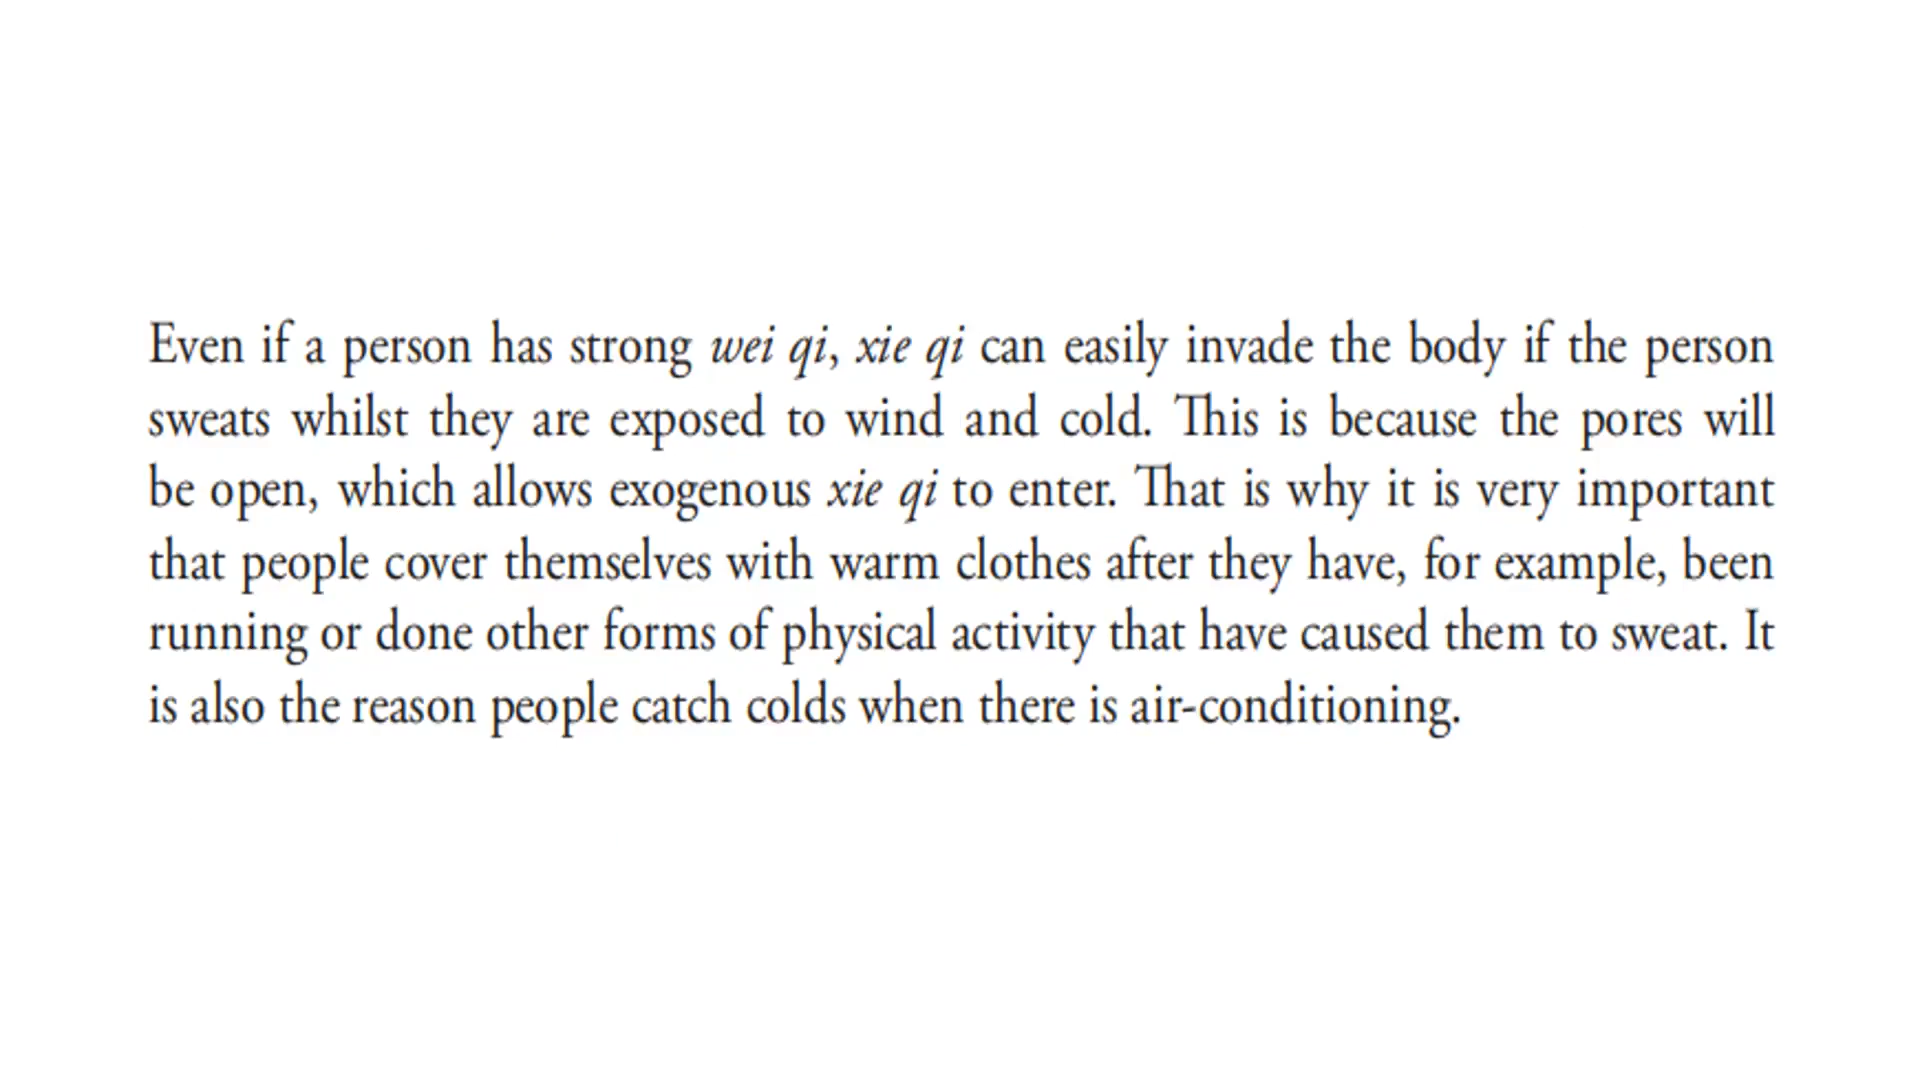 Even if a person has strong wei qi, xie qi can easily invade the body if the person
sweats whilst they are exposed to wind and cold. This is because the pores will
be open, which allows exogenous xie qi to enter. That is why it is very important
that people cover themselves with warm clothes after they have, for example, been
running or done other forms of physical activity that have caused them to sweat. It
is also the reason people catch colds when there is air-conditioning.